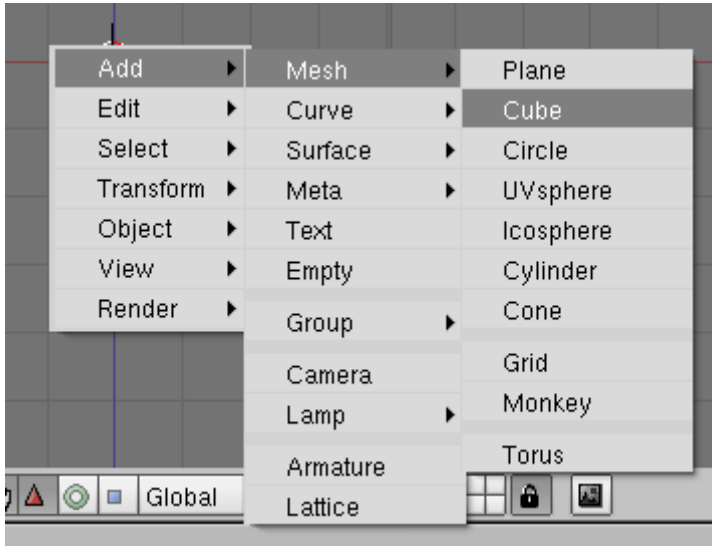 Add
Edit
Select
Transform
Object
View
Render
Mesh
Curve
Surface
Meta
Text
Empty
Group
Camera
Lamp
Armature
Lattice
Plane
Cube
Circle
UVsphere
Icosphere
Cylinder
Cone
Grid
Monkey
Torus
Global